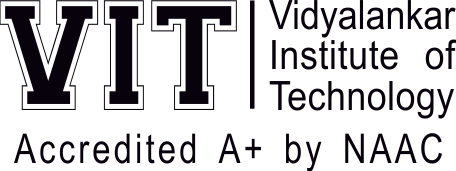 VIT
Vidyalankar
Institute of
Technology
Accredited A+ by NAAC